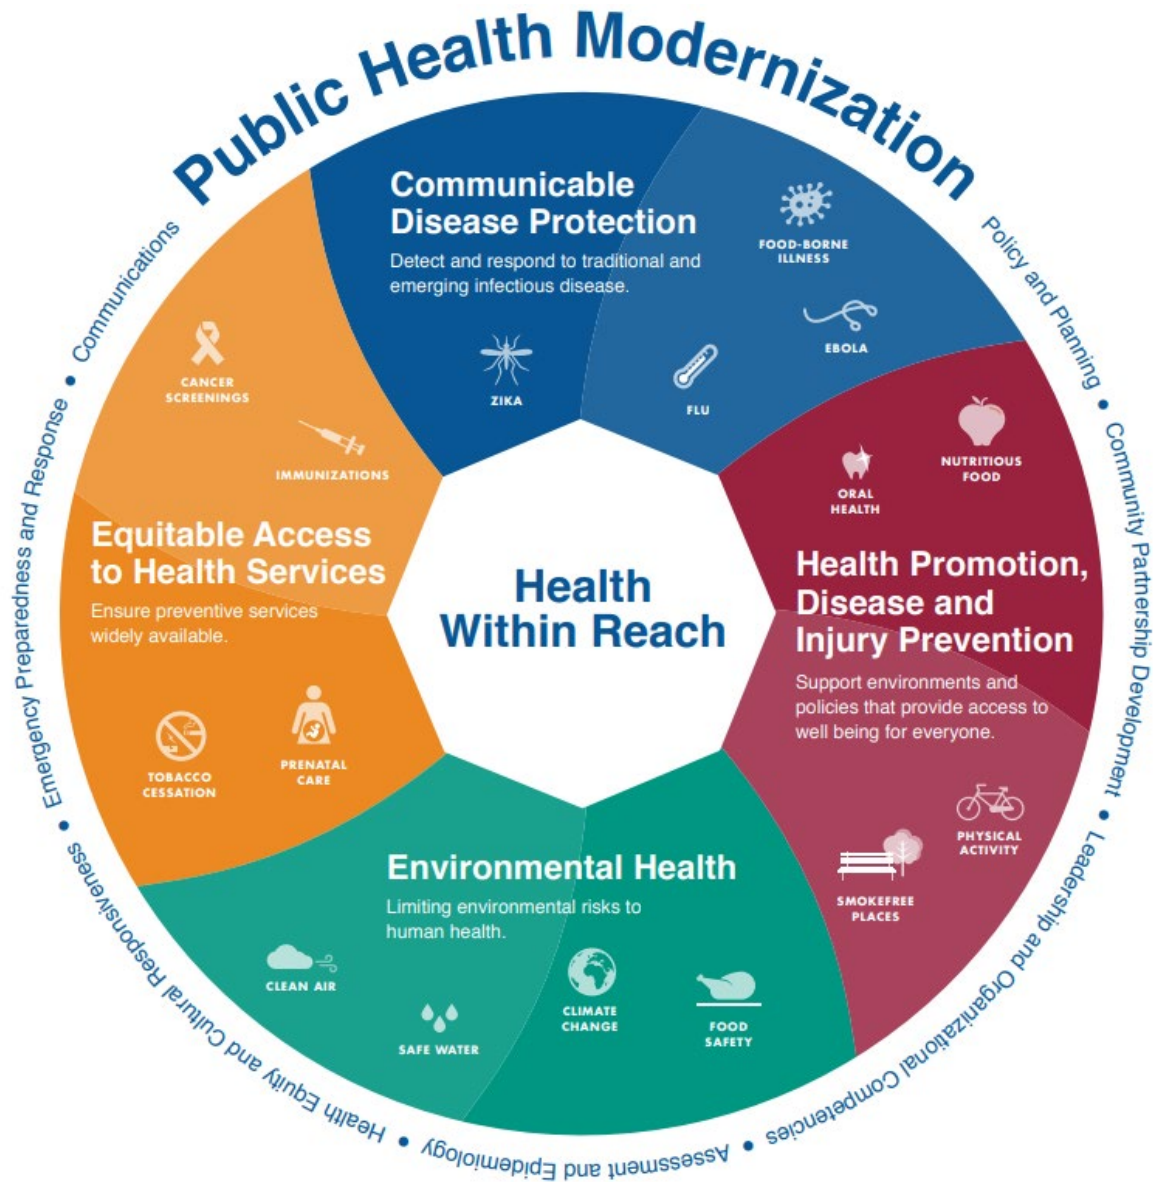 Public Health Modernization
Communicable
Disease Protection
Detect and respond to traditional and
emerging infectious disease.
ZIKA
FLU
FOOD-BORNE
ILLNESS
EBOLA
ORAL
HEALTH
NUTRITIOUS
FOOD
Health Promotion,
Disease and
Injury Prevention
Support environments and
policies that provide access to
well being for everyone.
PHYSICAL
ACTIVITY
SMOKEFREE
PLACES
Environmental Health
Limiting environmental risks to
human health.
CLEAN AIR
SAFE WATER
CLIMATE
CHANGE
FOOD
SAFETY
CANCER
SCREENINGS
IMMUNIZATIONS
Equitable Access
to Health Services
Ensure preventive services
widely available.
TOBACCO
CESSATION
PRENATAL
CARE
Health
Within Reach
Policy and Planning • Community Partnership Development • Leadership and Organizational Competencies • Assessment and Epidemiology • Health Equity and Cultural Responsiveness • Emergency Preparedness and Response • Communications